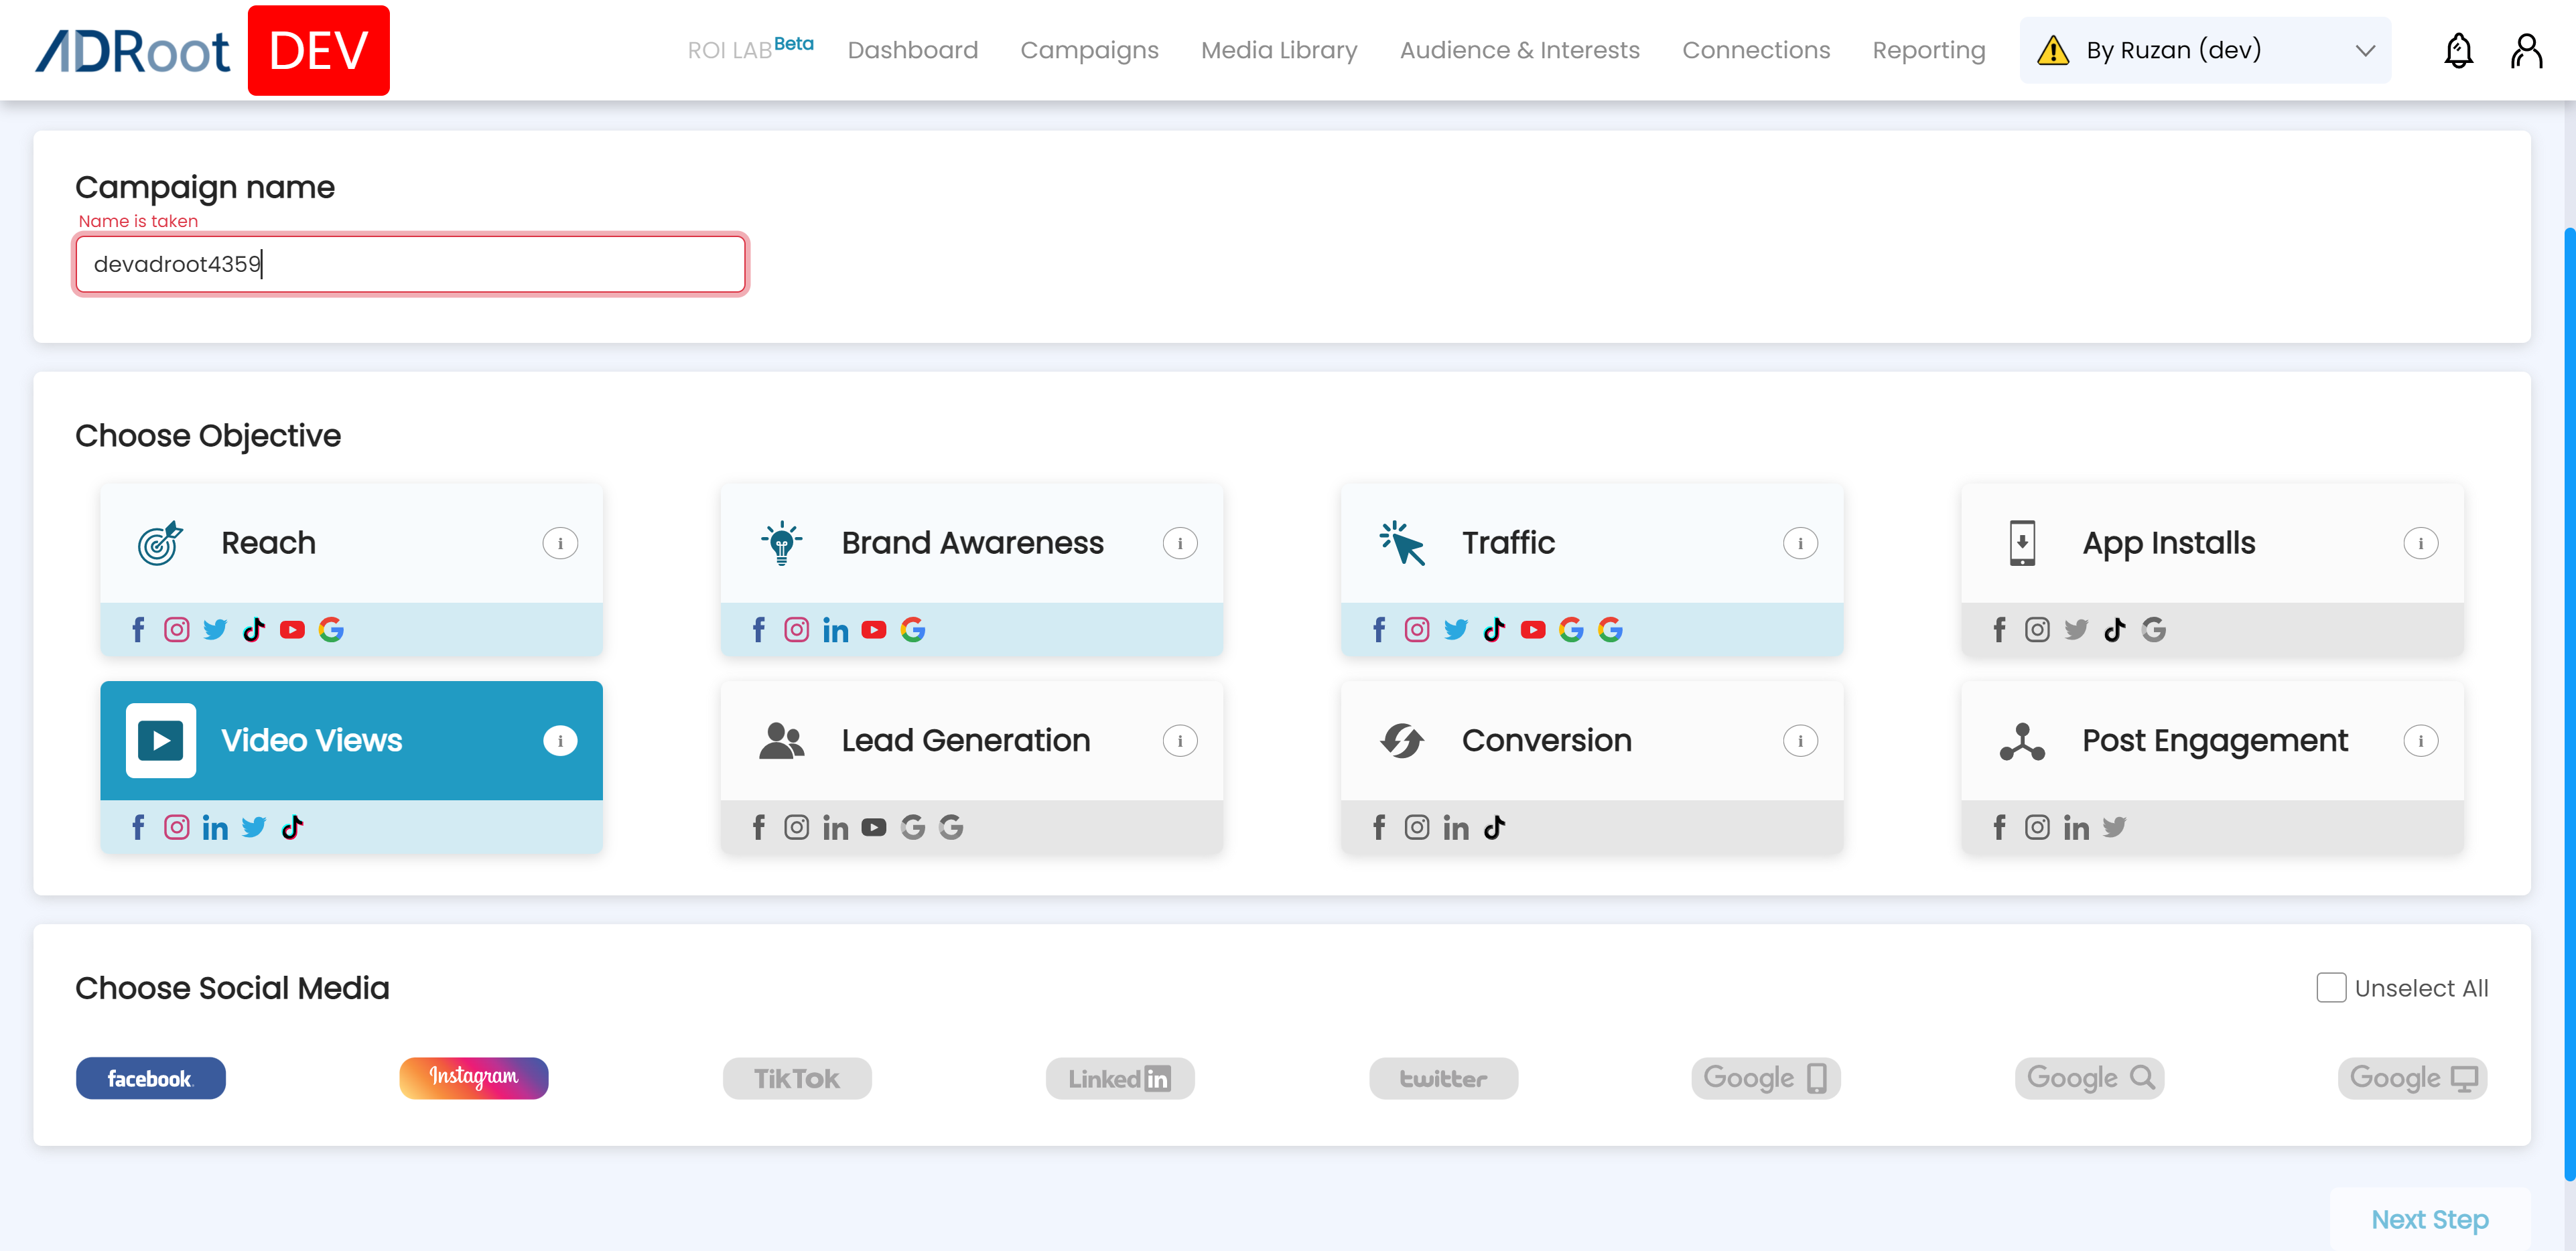 ADRoot DEV ROI LAB Beta Dashboard Campaigns Media Library Audience & Interests Connections Reporting By Ruzan (dev)
Campaign name
Name is taken
devadroot4359
Choose Objective
Reach i Brand Awareness i Traffic i App Installs i
Video Views i Lead Generation i Conversion i Post Engagement i
Choose Social Media Unselect All
facebook. Instagram TikTok Linked in twitter Google Google Google
Next Step